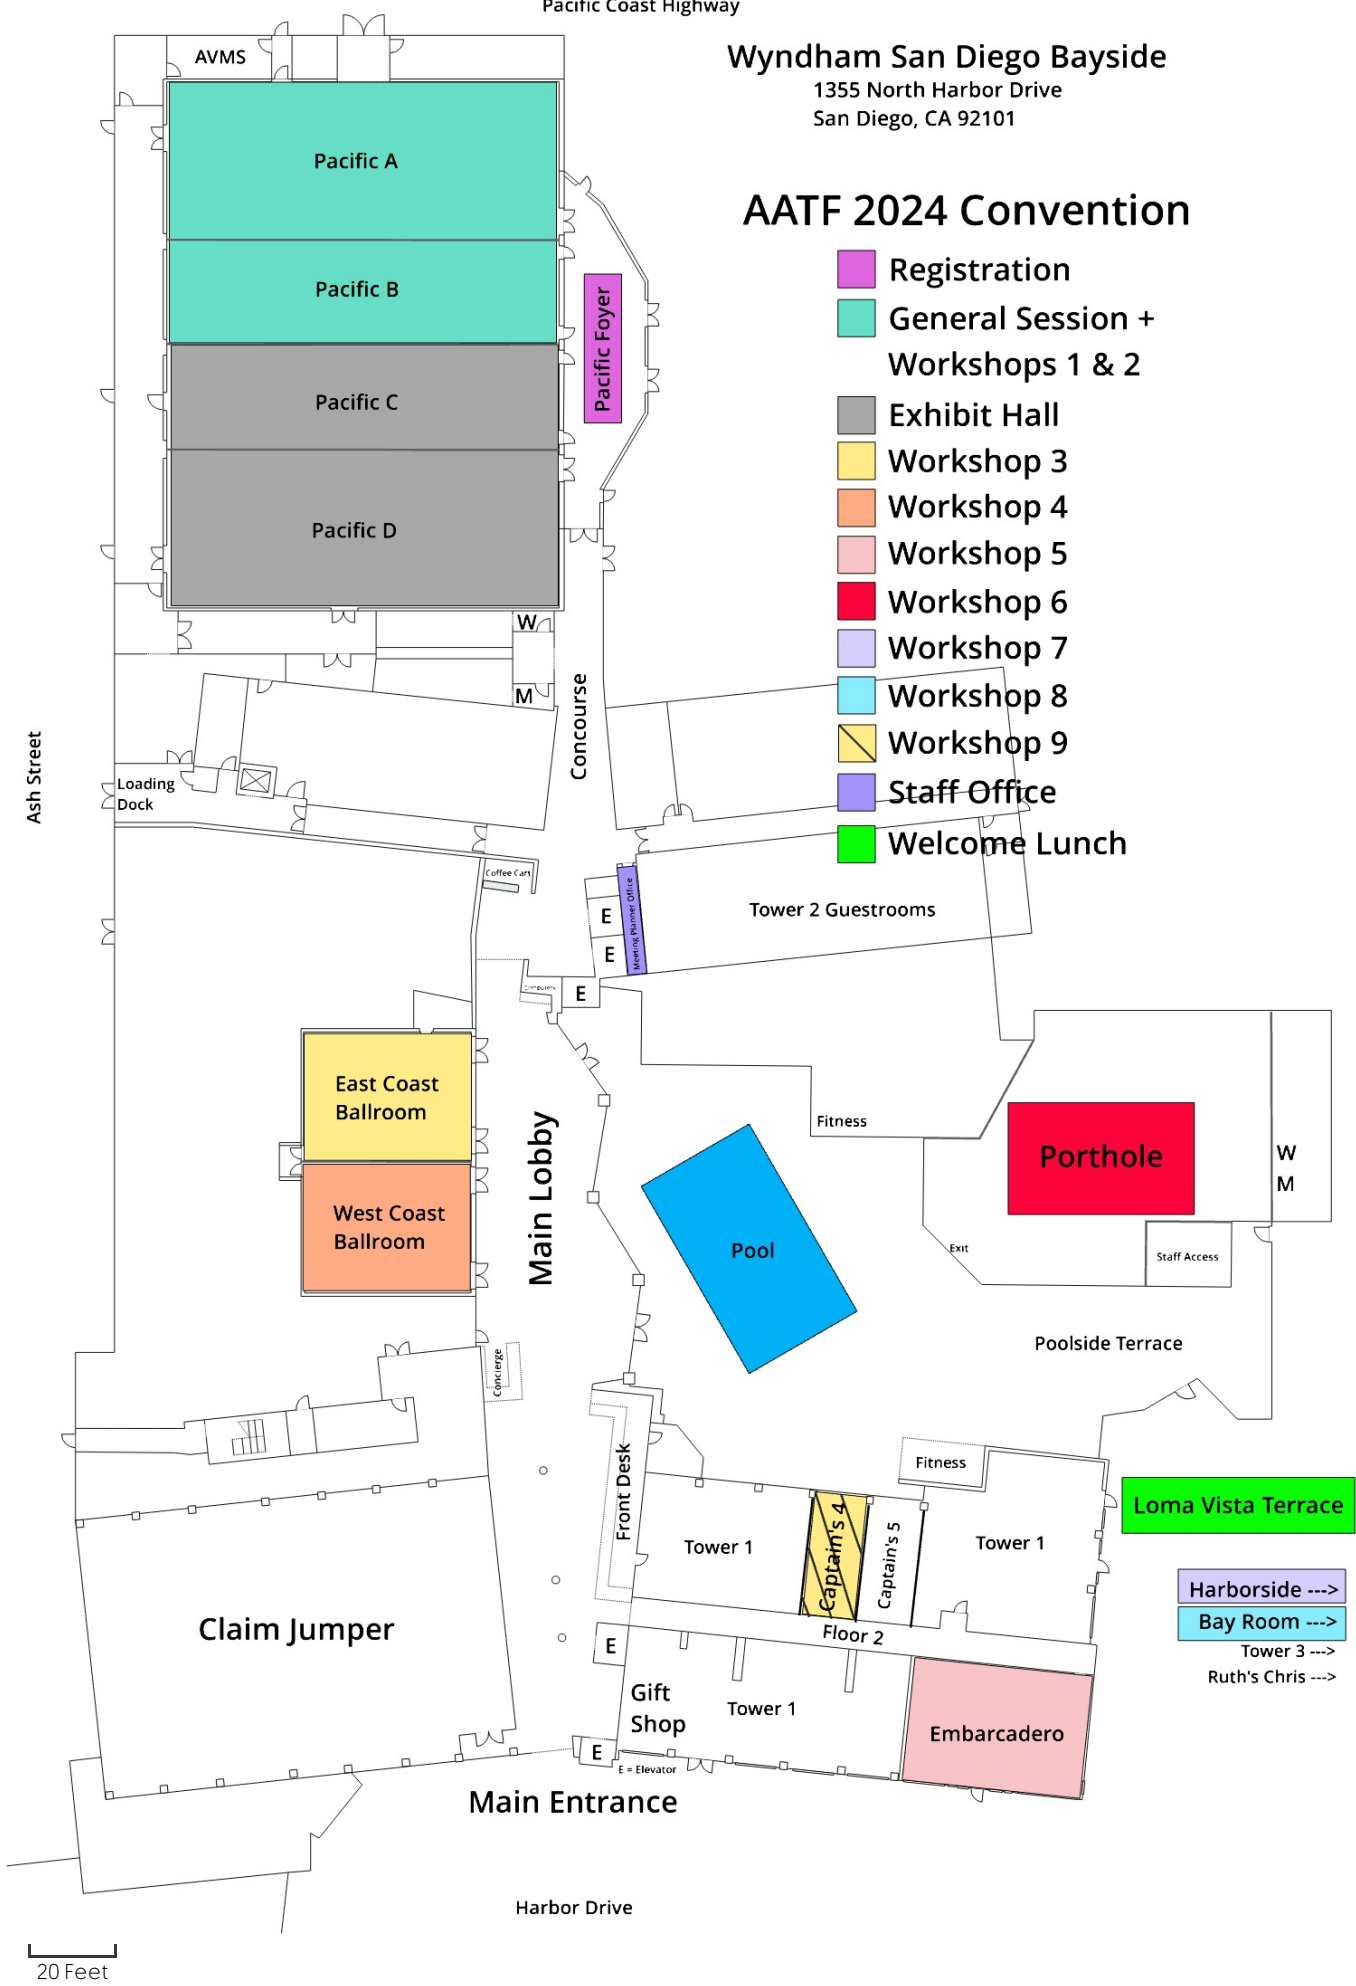 Pacific Coast Highway
AVMS
Wyndham San Diego Bayside
1355 North Harbor Drive
San Diego, CA 92101
Pacific A
AATF 2024 Convention
Registration
General Session +
Workshops 1 & 2
Exhibit Hall
Workshop 3
Workshop 4
Workshop 5
Workshop 6
Workshop 7
Workshop 8
Workshop 9
Staff Office
Welcome Lunch
Pacific B
Pacific Foyer
Pacific C
Pacific D
W
M
Concourse
Ash Street
Loading
Dock
Coffee Cart
E
E
Meeting Planner Office
Tower 2 Guestrooms
Computers
E
East Coast
Ballroom
West Coast
Ballroom
Main Lobby
Fitness
Pool
Porthole
W
M
Exit
Staff Access
Poolside Terrace
Concierge
Front Desk
Fitness
Loma Vista Terrace
Tower 1
Captain's 4
Captain's 5
Tower 1
Harborside --->
Bay Room --->
Tower 3 --->
Ruth's Chris --->
Claim Jumper
Floor 2
E
Gift
Shop
Tower 1
Embarcadero
E
E = Elevator
Main Entrance
Harbor Drive
20 Feet